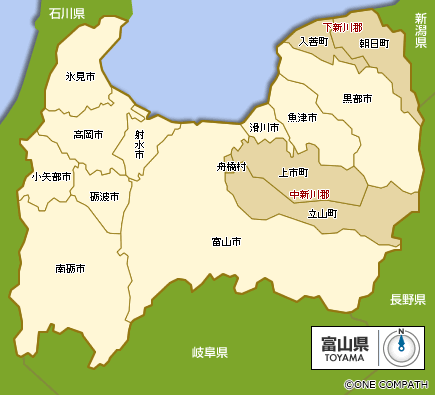 石川県
新潟県
下新川郡
入善町
朝日町
氷見市
黒部市
魚津市
滑川市
高岡市
射水市
舟橋村
上市町
小矢部市
砺波市
中新川郡
立山町
富山市
南砺市
長野県
岐阜県
富山県
TOYAMA
N
©ONE COMPATH